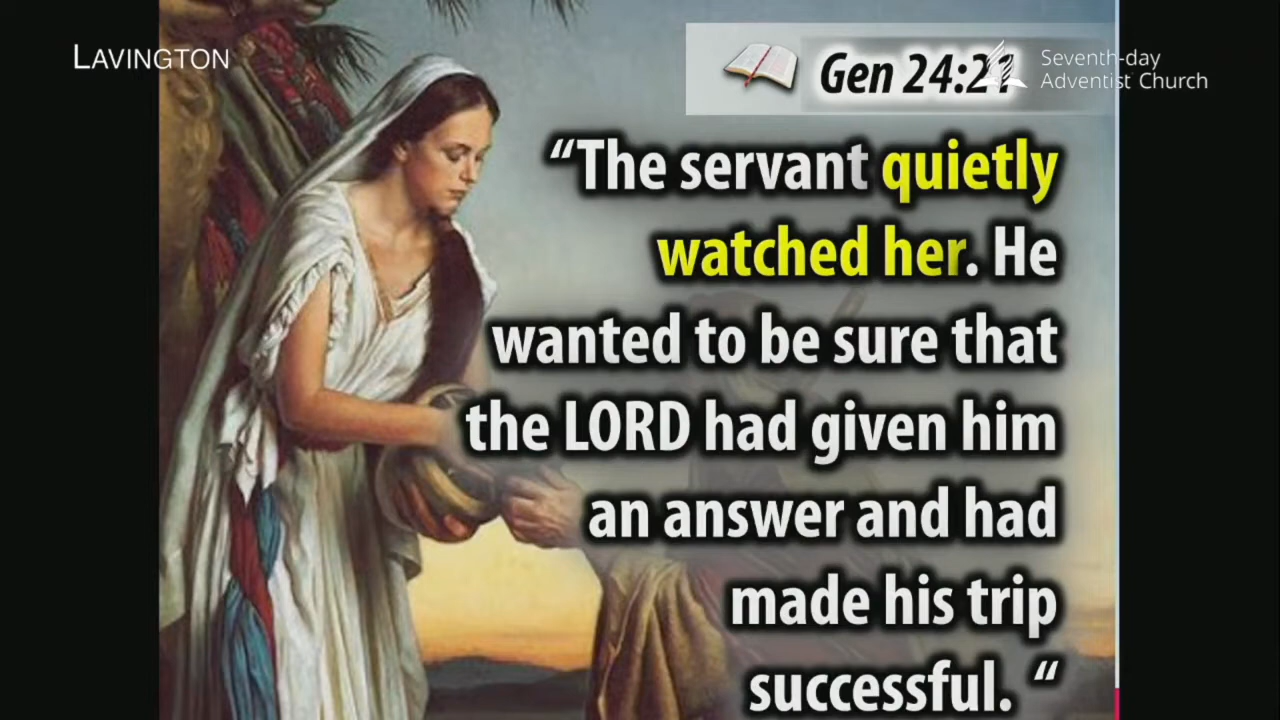 LAVINGTON
Gen 24:21
Seventh-day
Adventist Church
“The servant quietly
watched her. He
wanted to be sure that
the LORD had given him
an answer and had
made his trip
successful. “